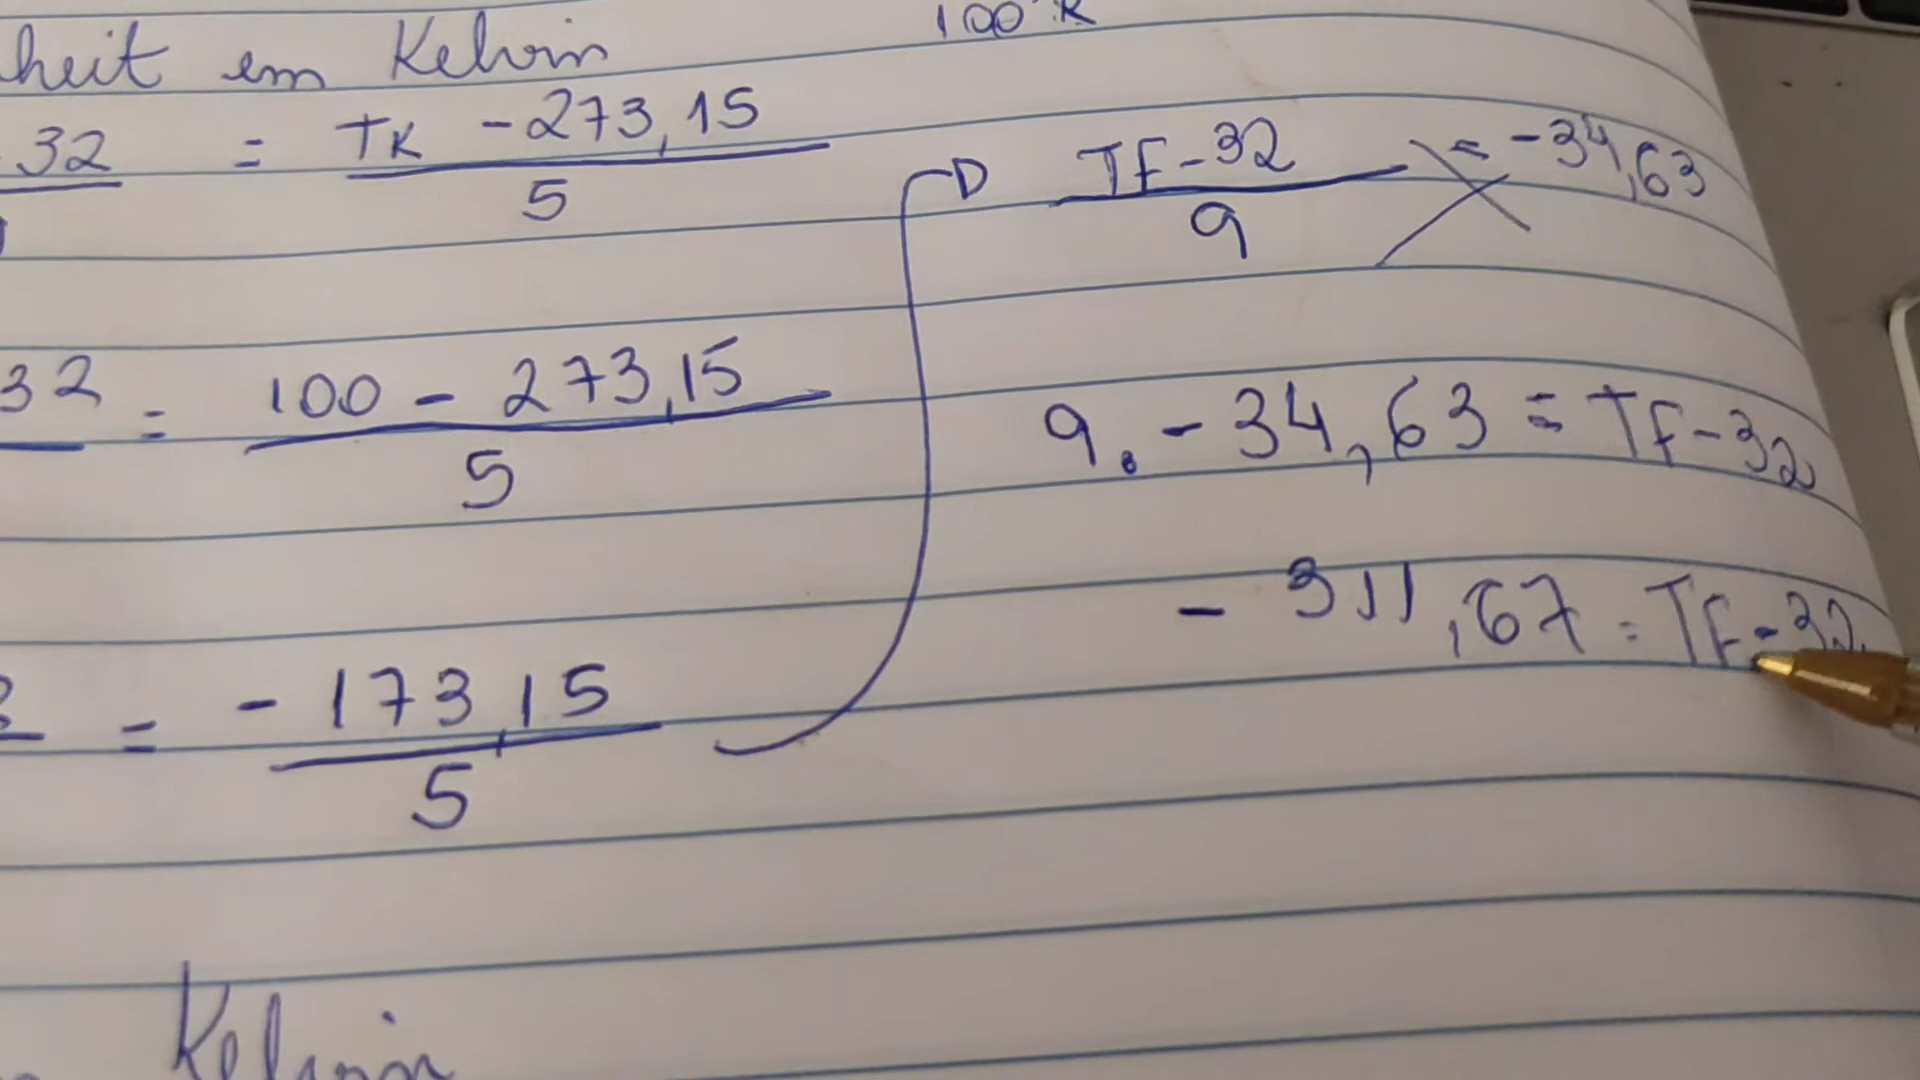 heit em Kelvin
32 = TK - 273,15
5
32 = 100 - 273,15
5
= - 173,15
5
100 K
TF - 32 = - 34,63
9
9. - 34,63 = TF - 32
- 311,67 = TF - 32
Kelvin